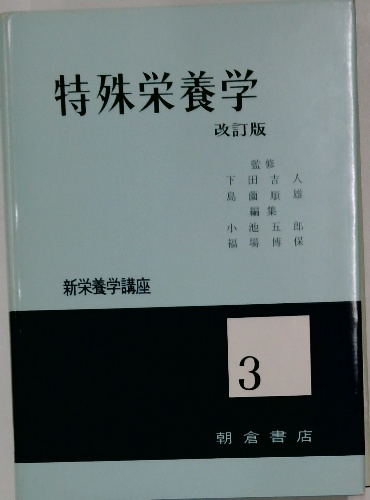 特殊栄養学
改訂版
監修
下田吉人
島薗順雄
編集
小池五郎
福場博保
新栄養学講座
3
朝倉書店